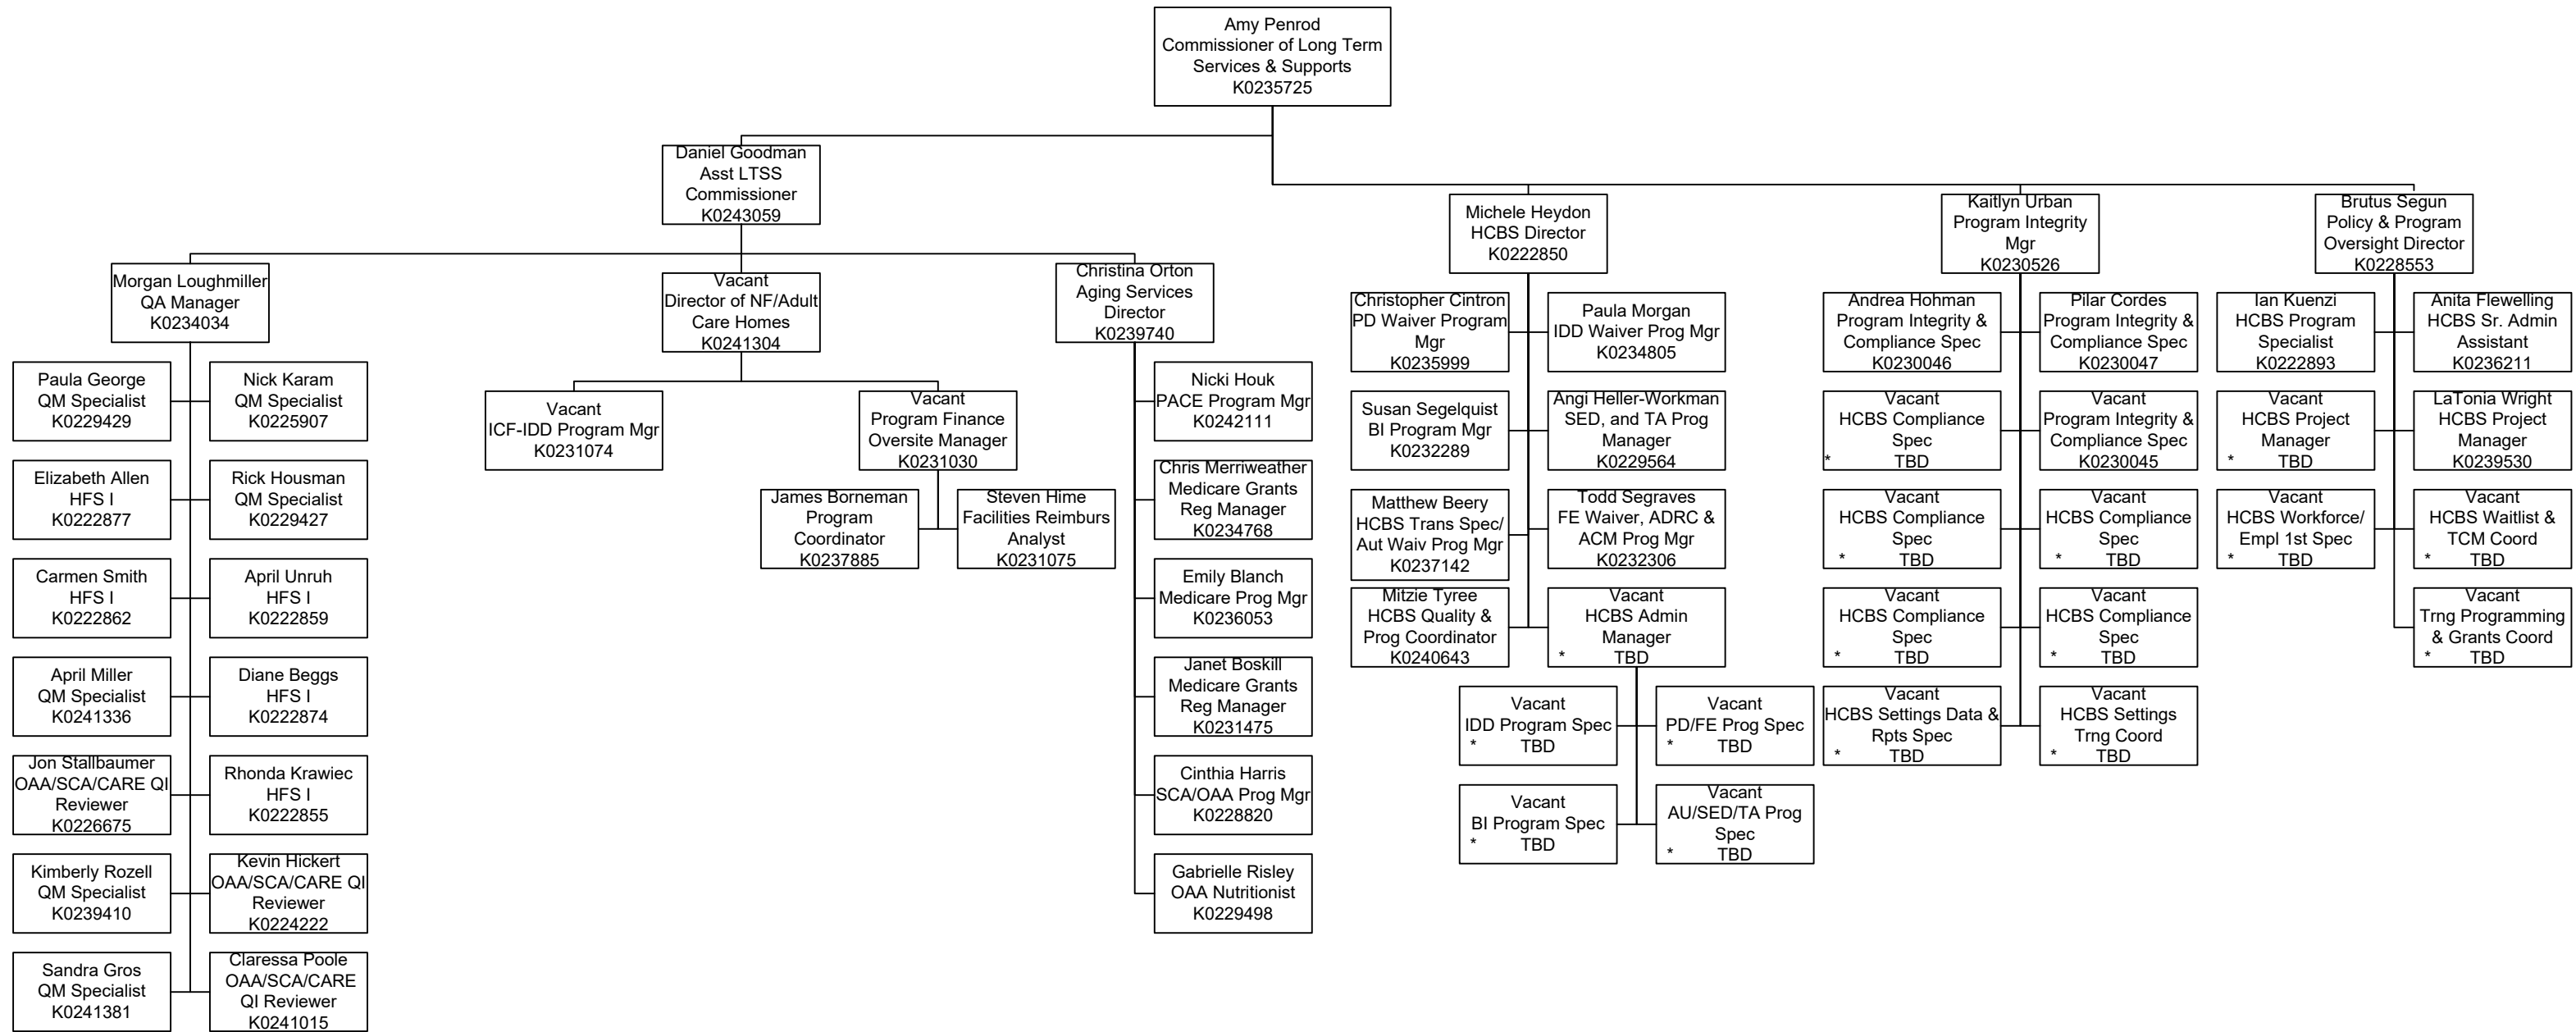 Amy Penrod
Commissioner of Long Term
Services & Supports
K0235725
Daniel Goodman
Asst LTSS
Commissioner
K0243059
Morgan Loughmiller
QA Manager
K0234034
Paula George
QM Specialist
K0229429
Nick Karam
QM Specialist
K0225907
Elizabeth Allen
HFS I
K0222877
Rick Housman
QM Specialist
K0229427
Carmen Smith
HFS I
K0222862
April Unruh
HFS I
K0222859
April Miller
QM Specialist
K0241336
Diane Beggs
HFS I
K0222874
Jon Stallbaumer
OAA/SCA/CARE QI
Reviewer
K0226675
Rhonda Krawiec
HFS I
K0222855
Kimberly Rozell
QM Specialist
K0239410
Kevin Hickert
OAA/SCA/CARE QI
Reviewer
K0224222
Sandra Gros
QM Specialist
K0241381
Claressa Poole
OAA/SCA/CARE
QI Reviewer
K0241015
Vacant
Director of NF/Adult
Care Homes
K0241304
Vacant
ICF-IDD Program Mgr
K0231074
Vacant
Program Finance
Oversite Manager
K0231030
James Borneman
Program
Coordinator
K0237885
Steven Hime
Facilities Reimburs
Analyst
K0231075
Christina Orton
Aging Services
Director
K0239740
Nicki Houk
PACE Program Mgr
K0242111
Chris Merriweather
Medicare Grants
Reg Manager
K0234768
Emily Blanch
Medicare Prog Mgr
K0236053
Janet Boskill
Medicare Grants
Reg Manager
K0231475
Cinthia Harris
SCA/OAA Prog Mgr
K0228820
Gabrielle Risley
OAA Nutritionist
K0229498
Michele Heydon
HCBS Director
K0222850
Christopher Cintron
PD Waiver Program
Mgr
K0235999
Paula Morgan
IDD Waiver Prog Mgr
K0234805
Susan Segelquist
BI Program Mgr
K0232289
Angi Heller-Workman
SED, and TA Prog
Manager
K0229564
Matthew Beery
HCBS Trans Spec/
Aut Waiv Prog Mgr
K0237142
Todd Segraves
FE Waiver, ADRC &
ACM Prog Mgr
K0232306
Mitzie Tyree
HCBS Quality &
Prog Coordinator
K0240643
Vacant
HCBS Admin
Manager
* TBD
Vacant
IDD Program Spec
* TBD
Vacant
PD/FE Prog Spec
* TBD
Vacant
BI Program Spec
* TBD
Vacant
AU/SED/TA Prog
Spec
* TBD
Kaitlyn Urban
Program Integrity
Mgr
K0230526
Andrea Hohman
Program Integrity &
Compliance Spec
K0230046
Pilar Cordes
Program Integrity &
Compliance Spec
K0230047
Vacant
HCBS Compliance
Spec
* TBD
Vacant
Program Integrity &
Compliance Spec
K0230045
Vacant
HCBS Compliance
Spec
* TBD
Vacant
HCBS Compliance
Spec
* TBD
Vacant
HCBS Compliance
Spec
* TBD
Vacant
HCBS Compliance
Spec
* TBD
Vacant
HCBS Settings Data &
Rpts Spec
* TBD
Vacant
HCBS Settings
Trng Coord
* TBD
Brutus Segun
Policy & Program
Oversight Director
K0228553
Ian Kuenzi
HCBS Program
Specialist
K0222893
Anita Flewelling
HCBS Sr. Admin
Assistant
K0236211
Vacant
HCBS Project
Manager
* TBD
LaTonia Wright
HCBS Project
Manager
K0239530
Vacant
HCBS Workforce/
Empl 1st Spec
* TBD
Vacant
HCBS Waitlist &
TCM Coord
* TBD
Vacant
Trng Programming
& Grants Coord
* TBD